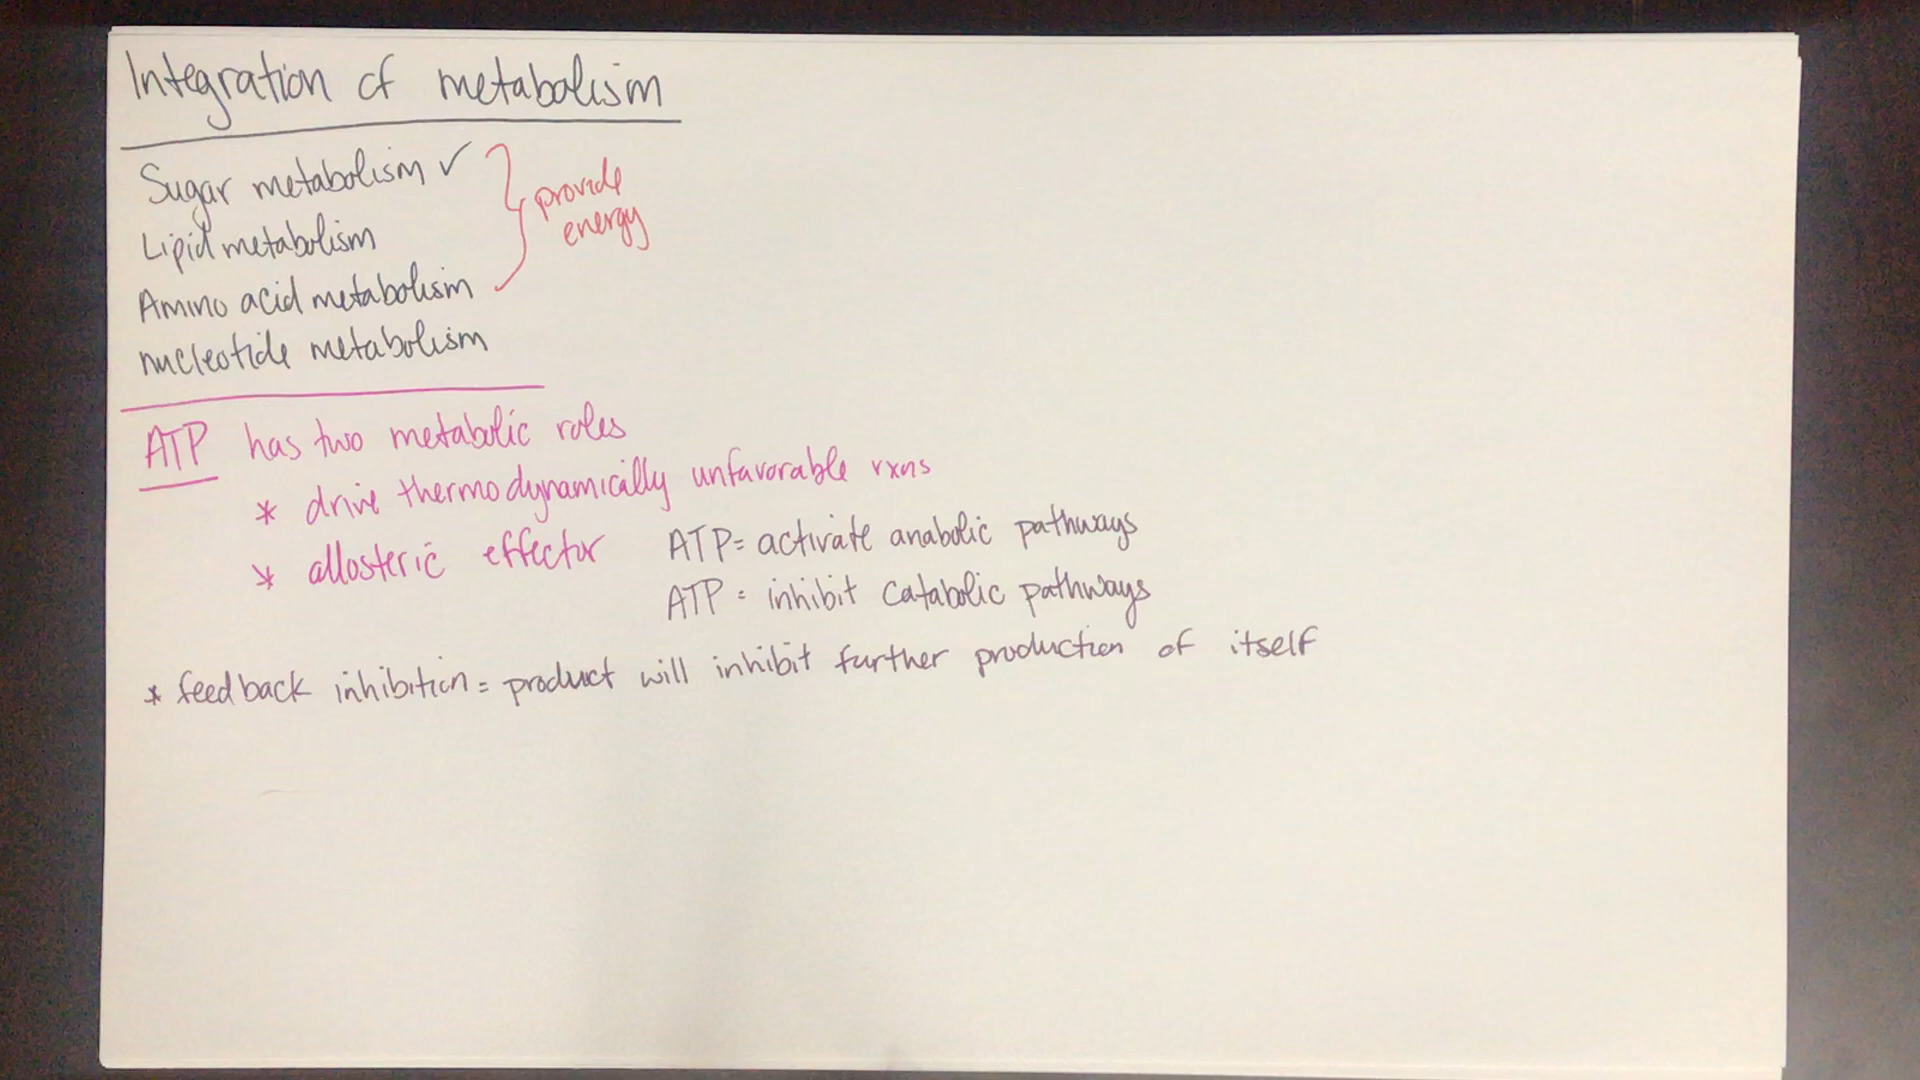 Integration of metabolism
Sugar metabolism ✓
Lipid metabolism
Amino acid metabolism
nucleotide metabolism
provide
energy
ATP has two metabolic roles
* drive thermodynamically unfavorable rxns
* allosteric effector ATP = activate anabolic pathways
ATP = inhibit catabolic pathways
* feedback inhibition = product will inhibit further production of itself